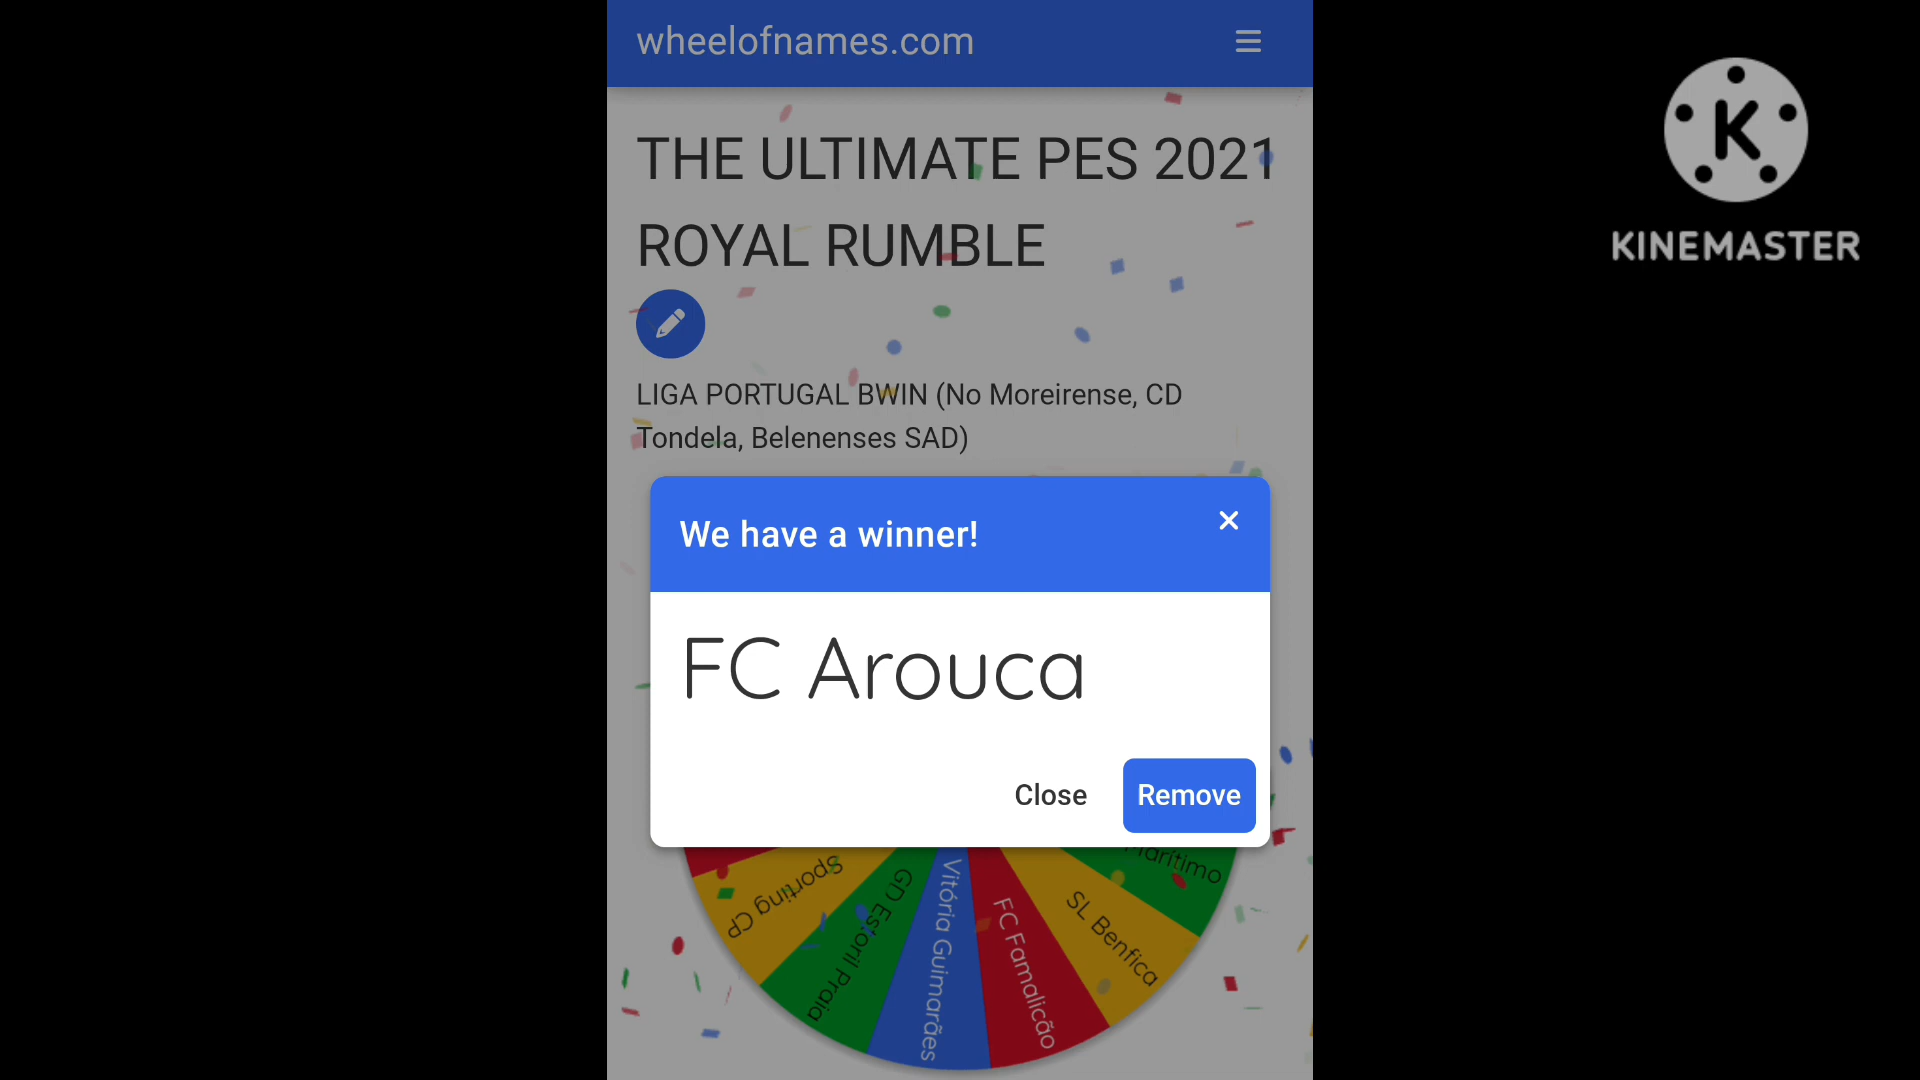 wheelofnames.com
K
KINEMASTER
THE ULTIMATE PES 2021
ROYAL RUMBLE
LIGA PORTUGAL BWIN (No Moreirense, CD
Tondela, Belenenses SAD)
We have a winner!
FC Arouca
Close
Remove
Sporting CP
GD Estoril Praia
Vitória Guimarães
FC Famalicão
SL Benfica
Marítimo